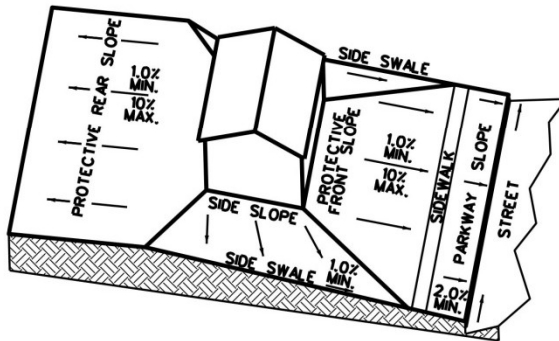 PROTECTIVE REAR SLOPE
1.0%
MIN.
10%
MAX.
SIDE SWALE
PROTECTIVE
FRONT SLOPE
1.0%
MIN.
10%
MAX.
SIDEWALK
PARKWAY SLOPE
STREET
SIDE SLOPE
SIDE SWALE
1.0%
MIN.
2.0%
MIN.